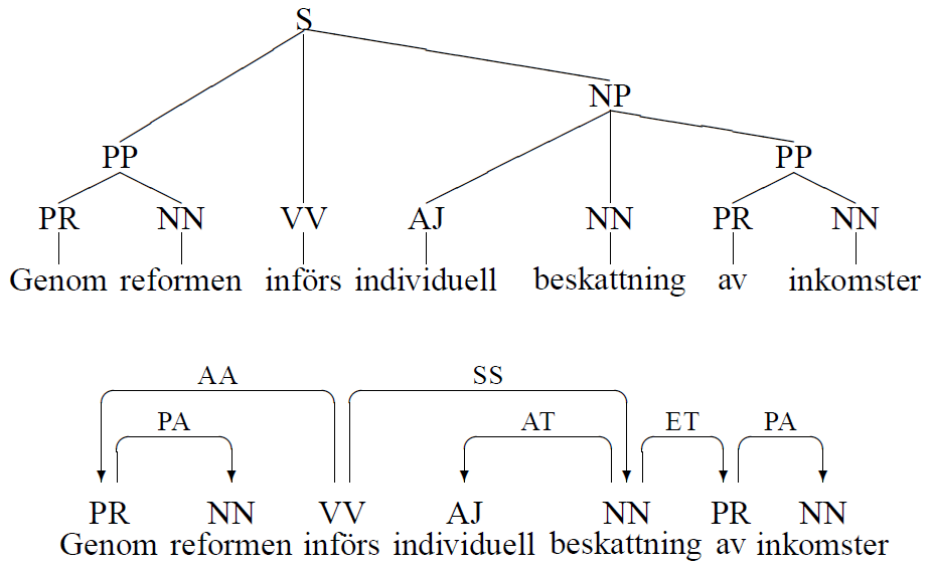 S
NP
PP PP
PR NN VV AJ NN PR NN
Genom reformen införs individuell beskattning av inkomster
AA SS
PA AT ET PA
PR NN VV AJ NN PR NN
Genom reformen införs individuell beskattning av inkomster